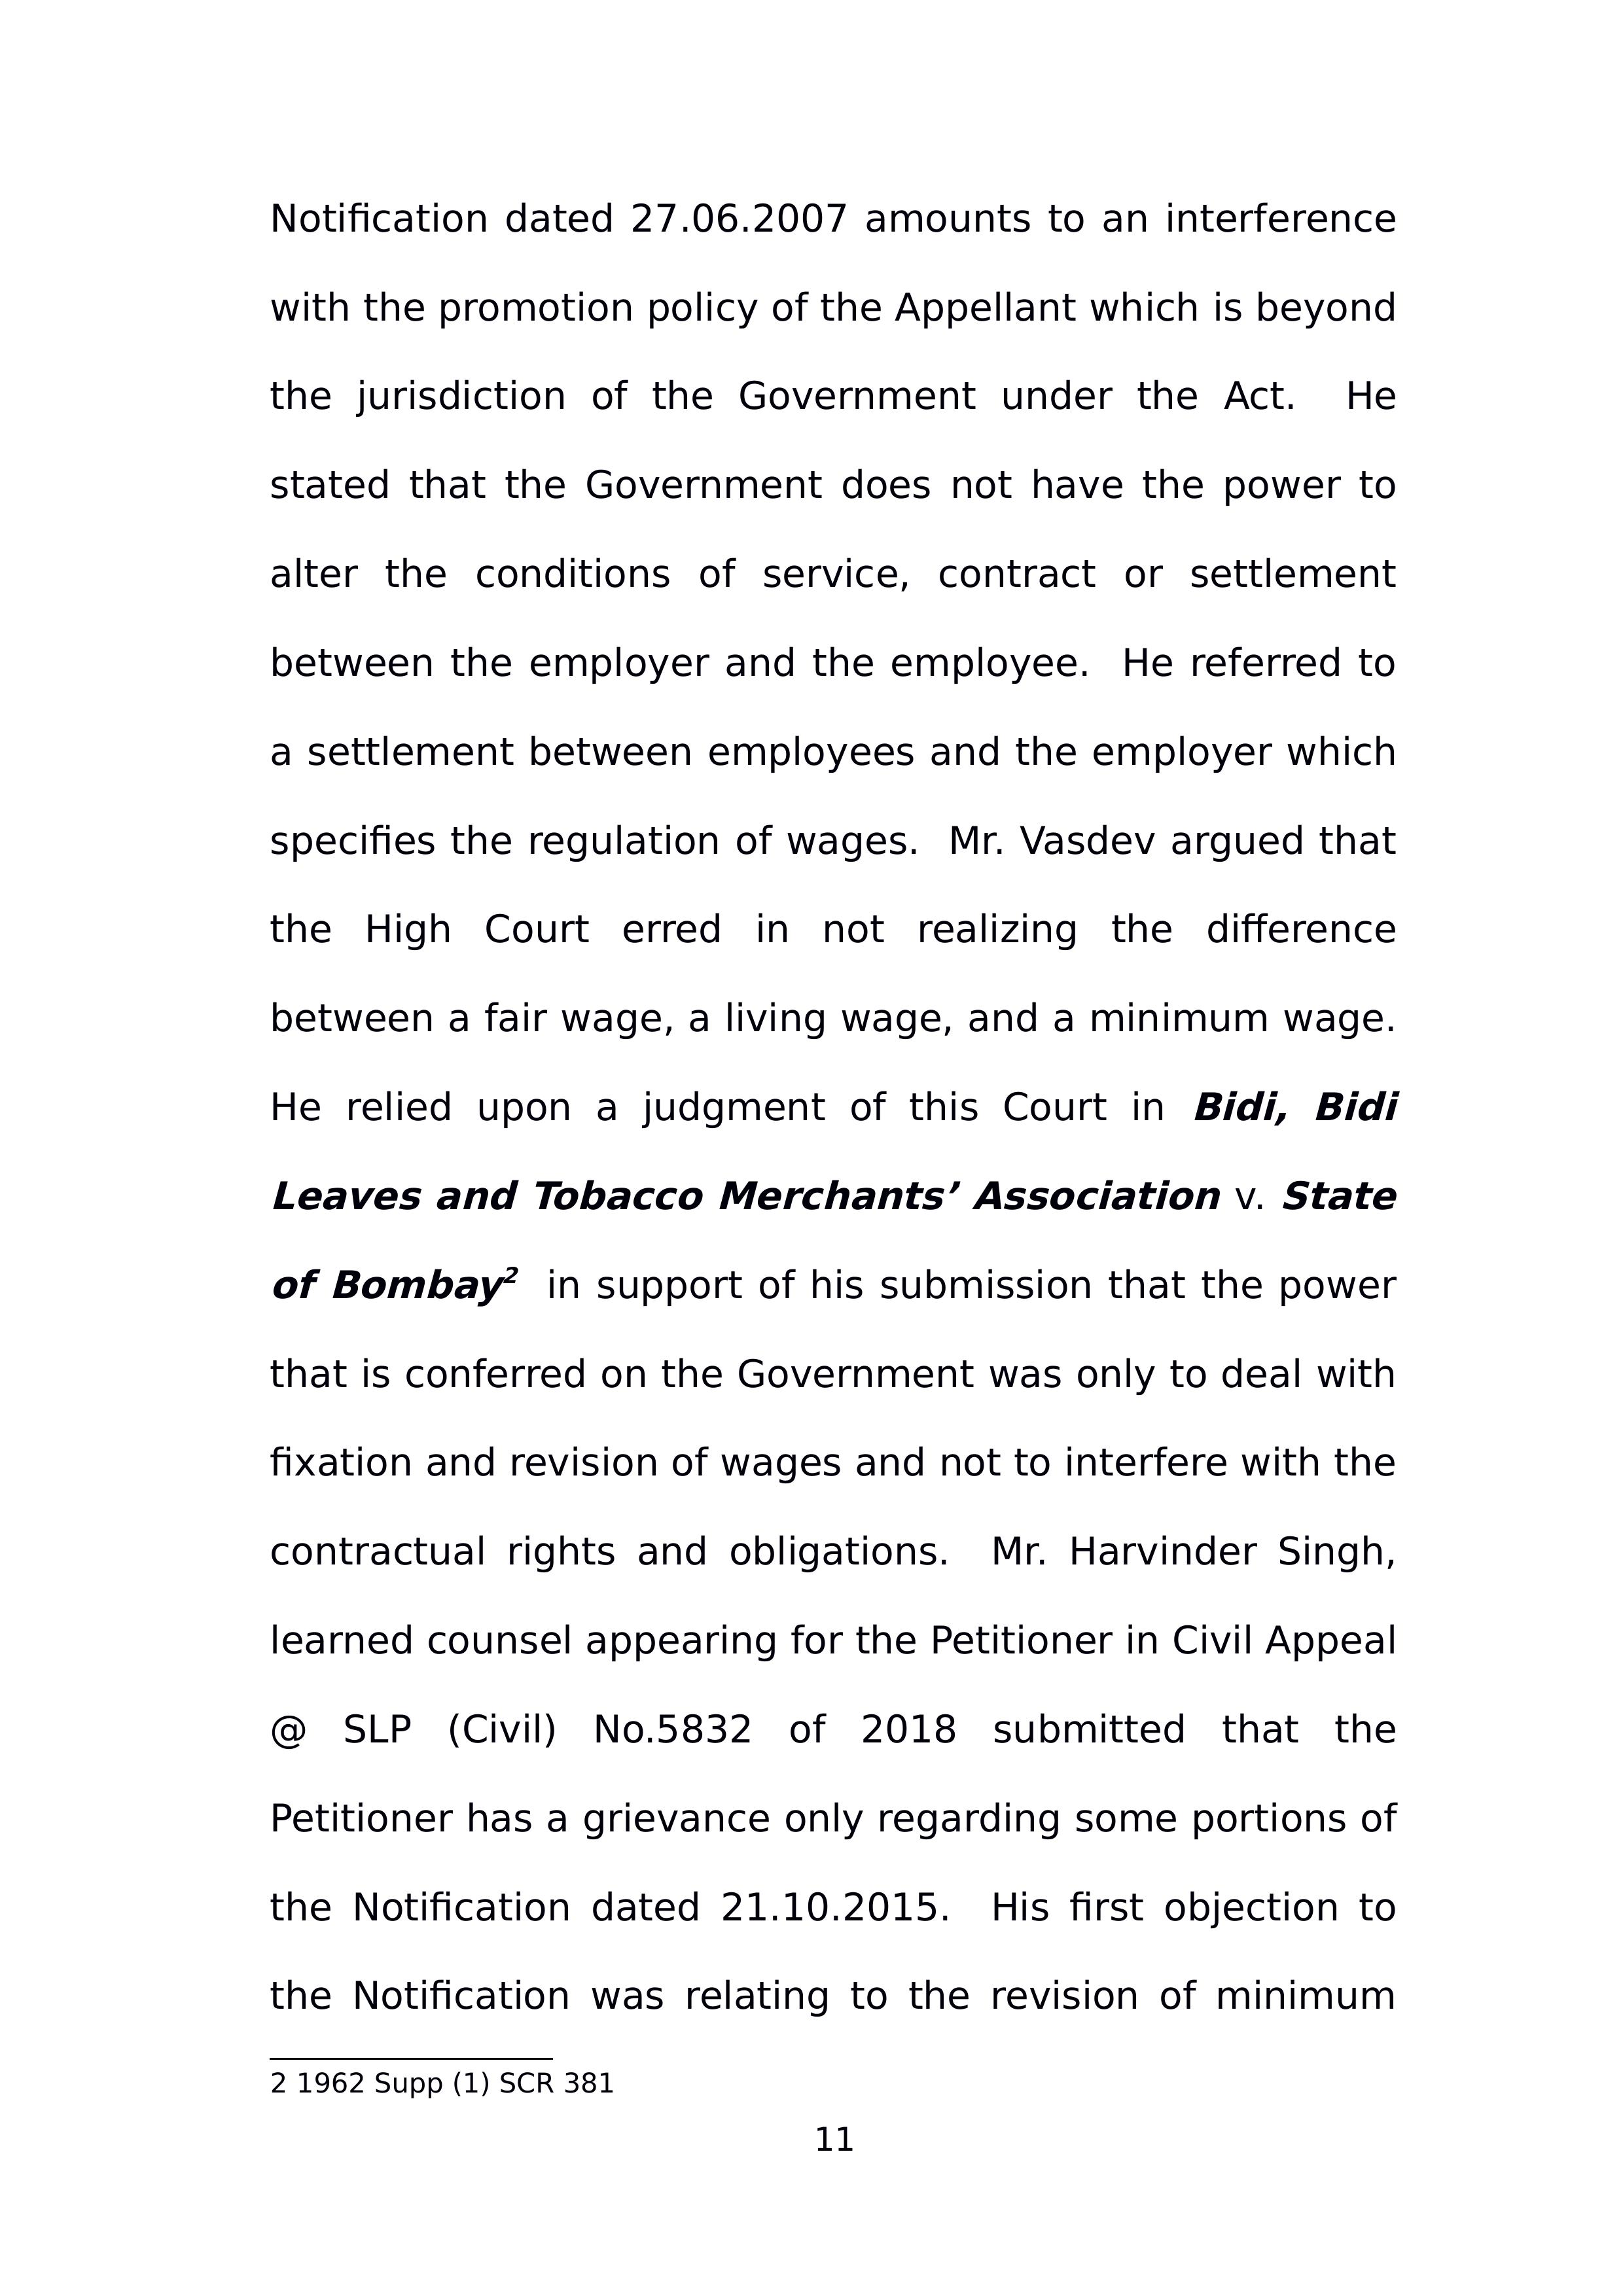 Notification dated 27.06.2007 amounts to an interference
with the promotion policy of the Appellant which is beyond
the jurisdiction of the Government under the Act.  He
stated that the Government does not have the power to
alter the conditions of service, contract or settlement
between the employer and the employee.  He referred to
a settlement between employees and the employer which
specifies the regulation of wages.  Mr. Vasdev argued that
the High Court erred in not realizing the difference
between a fair wage, a living wage, and a minimum wage.
He relied upon a judgment of this Court in Bidi, Bidi
Leaves and Tobacco Merchants’ Association v. State
of Bombay2  in support of his submission that the power
that is conferred on the Government was only to deal with
fixation and revision of wages and not to interfere with the
contractual rights and obligations.  Mr. Harvinder Singh,
learned counsel appearing for the Petitioner in Civil Appeal
@ SLP (Civil) No.5832 of 2018 submitted that the
Petitioner has a grievance only regarding some portions of
the Notification dated 21.10.2015.  His first objection to
the Notification was relating to the revision of minimum
2 1962 Supp (1) SCR 381
11